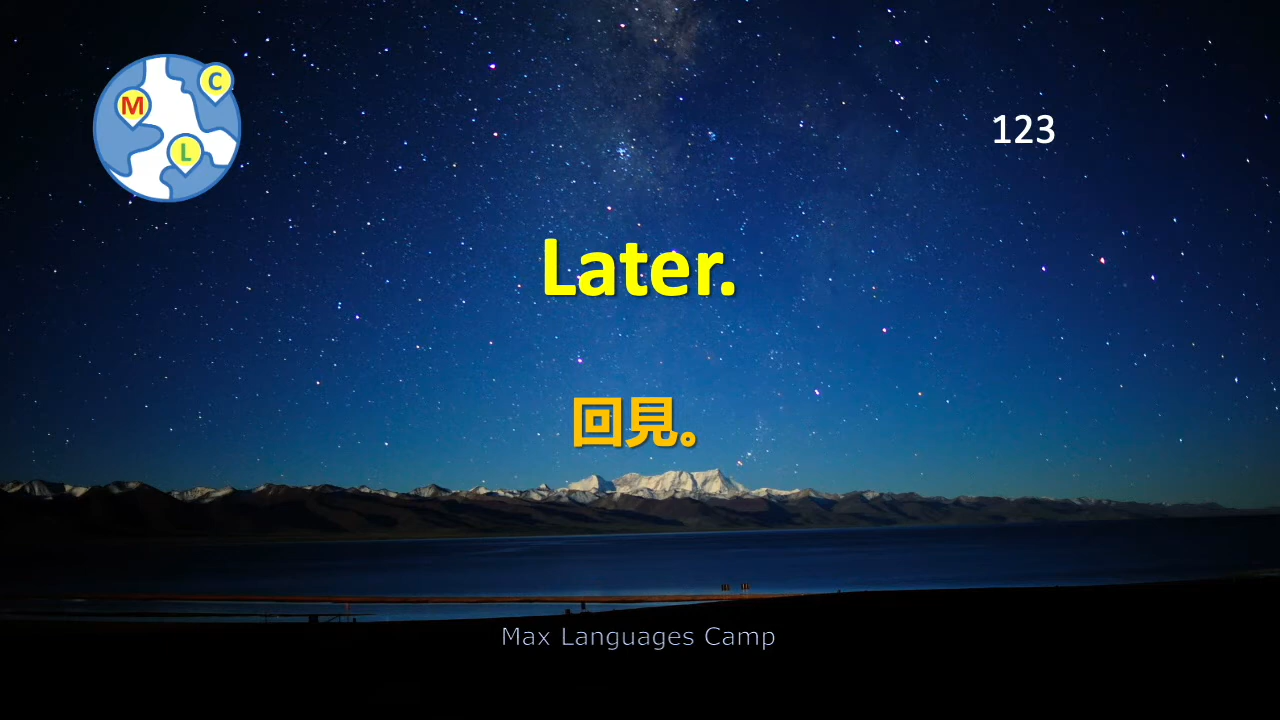 M
C
L
123
Later.
回見。
Max Languages Camp